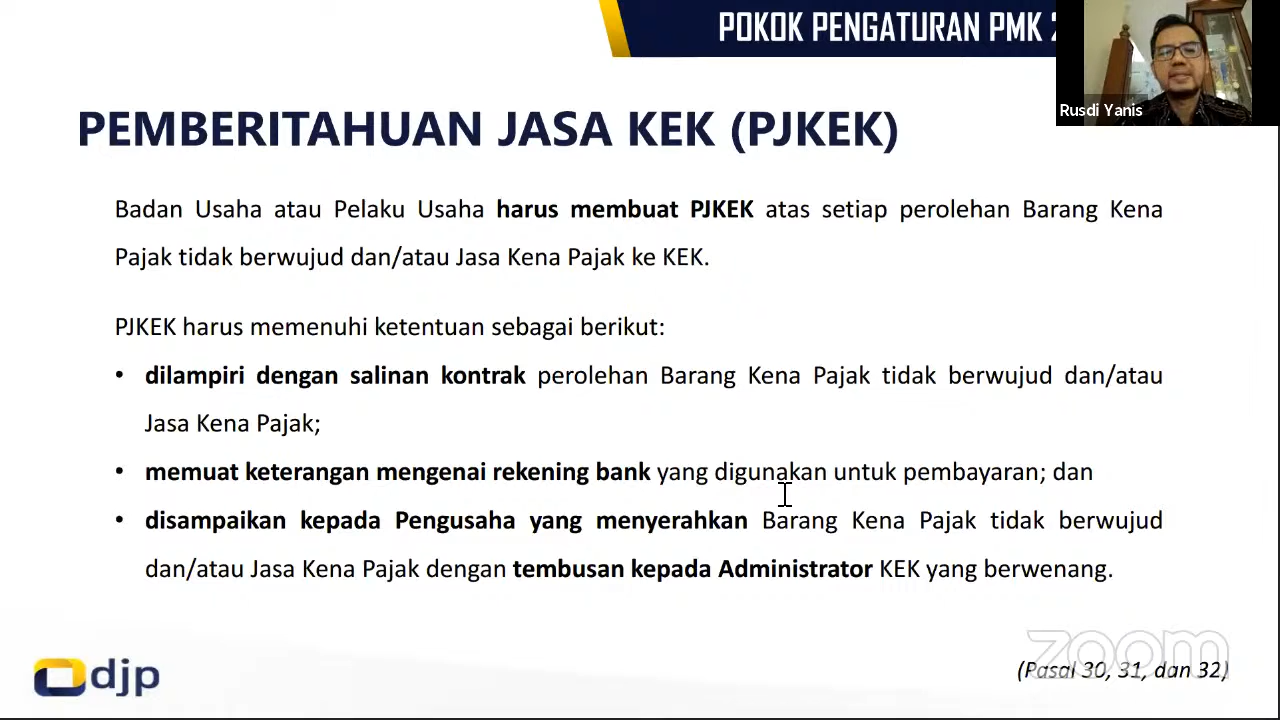 POKOK PENGATURAN PMK
Rusdi Yanis
PEMBERITAHUAN JASA KEK (PJKEK)
Badan Usaha atau Pelaku Usaha harus membuat PJKEK atas setiap perolehan Barang Kena
Pajak tidak berwujud dan/atau Jasa Kena Pajak ke KEK.
PJKEK harus memenuhi ketentuan sebagai berikut:
• dilampiri dengan salinan kontrak perolehan Barang Kena Pajak tidak berwujud dan/atau
Jasa Kena Pajak;
• memuat keterangan mengenai rekening bank yang digunakan untuk pembayaran; dan
• disampaikan kepada Pengusaha yang menyerahkan Barang Kena Pajak tidak berwujud
dan/atau Jasa Kena Pajak dengan tembusan kepada Administrator KEK yang berwenang.
djp
zoom
(Pasal 30, 31, dan 32)